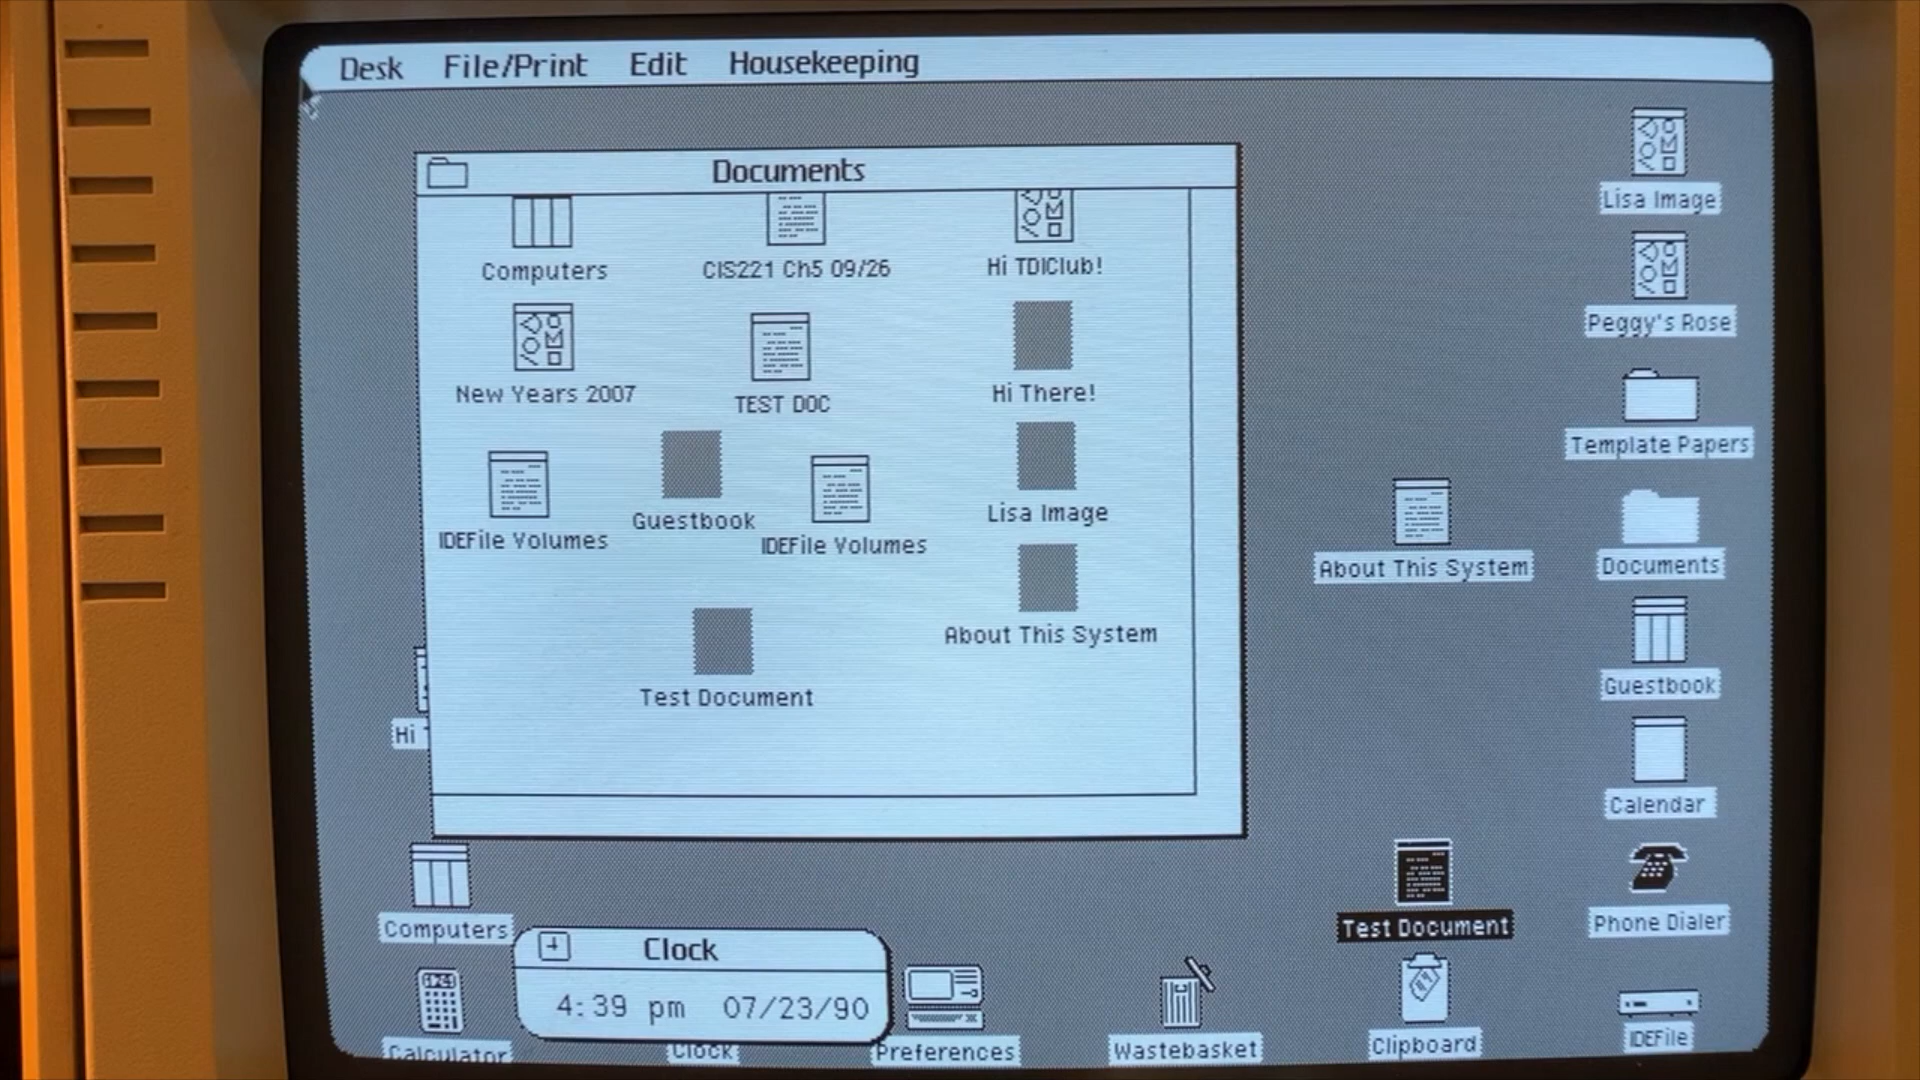 Desk File/Print Edit Housekeeping
Documents
Computers CIS221 Ch5 09/26 Hi TDIClub!
New Years 2007 TEST DOC Hi There!
IDEFile Volumes Guestbook IDEFile Volumes Lisa Image
About This System
Test Document
Lisa Image
Peggy's Rose
Template Papers
About This System Documents
Guestbook
Calendar
Hi
Computers
Test Document Phone Dialer
Clock
4:39 pm 07/23/90
Calculator Clock Preferences Wastebasket Clipboard IDEFile